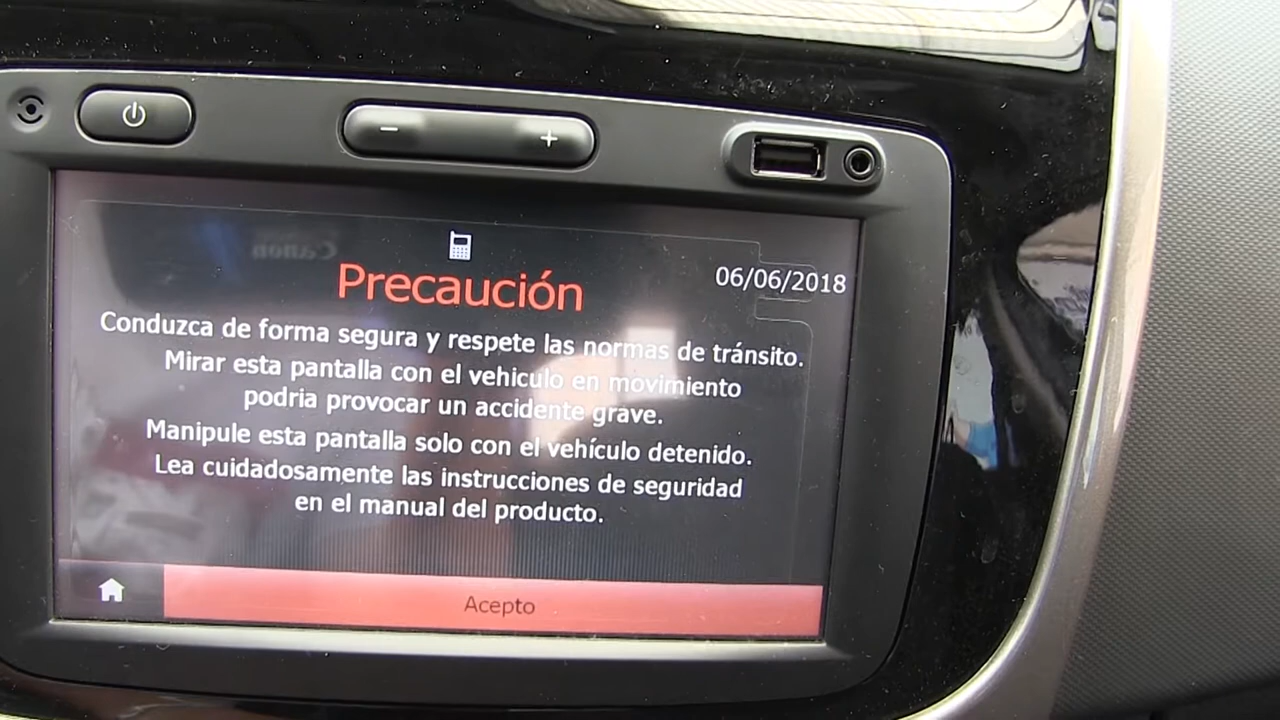 Canon
Precaución
06/06/2018
Conduzca de forma segura y respete las normas de tránsito.
Mirar esta pantalla con el vehiculo en movimiento
podria provocar un accidente grave.
Manipule esta pantalla solo con el vehículo detenido.
Lea cuidadosamente las instrucciones de seguridad
en el manual del producto.
Acepto